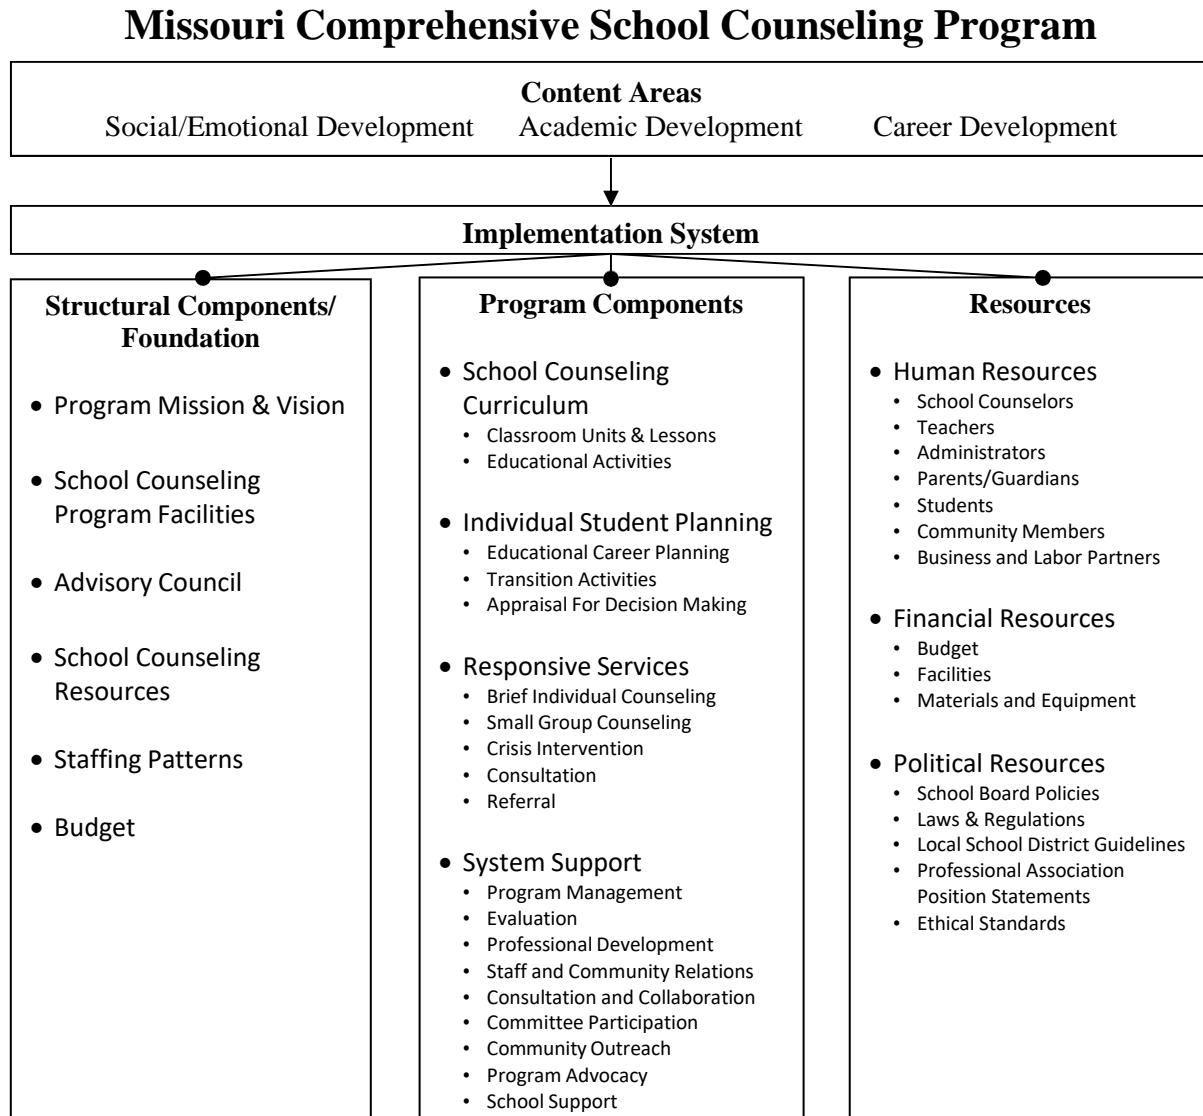 Missouri Comprehensive School Counseling Program
Content Areas
Social/Emotional Development Academic Development Career Development
Implementation System
Structural Components/
Foundation
• Program Mission & Vision
• School Counseling
Program Facilities
• Advisory Council
• School Counseling
Resources
• Staffing Patterns
• Budget
Program Components
• School Counseling
Curriculum
• Classroom Units & Lessons
• Educational Activities
• Individual Student Planning
• Educational Career Planning
• Transition Activities
• Appraisal For Decision Making
• Responsive Services
• Brief Individual Counseling
• Small Group Counseling
• Crisis Intervention
• Consultation
• Referral
• System Support
• Program Management
• Evaluation
• Professional Development
• Staff and Community Relations
• Consultation and Collaboration
• Committee Participation
• Community Outreach
• Program Advocacy
• School Support
Resources
• Human Resources
• School Counselors
• Teachers
• Administrators
• Parents/Guardians
• Students
• Community Members
• Business and Labor Partners
• Financial Resources
• Budget
• Facilities
• Materials and Equipment
• Political Resources
• School Board Policies
• Laws & Regulations
• Local School District Guidelines
• Professional Association
Position Statements
• Ethical Standards